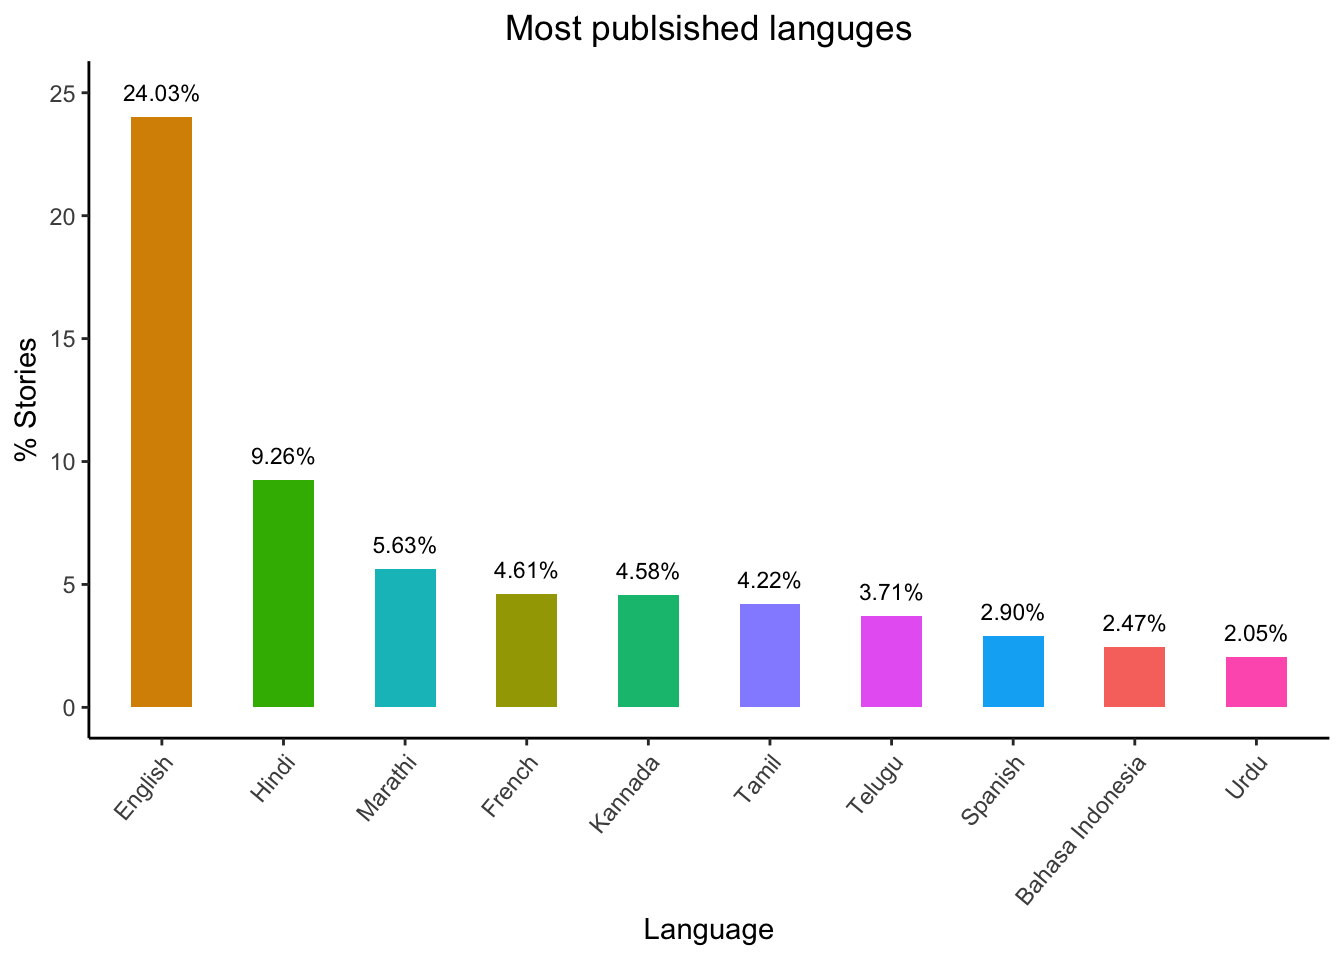 Most publsished languges
% Stories
25
20
15
10
5
0
24.03%
9.26%
5.63%
4.61%
4.58%
4.22%
3.71%
2.90%
2.47%
2.05%
English
Hindi
Marathi
French
Kannada
Tamil
Telugu
Spanish
Bahasa Indonesia
Urdu
Language